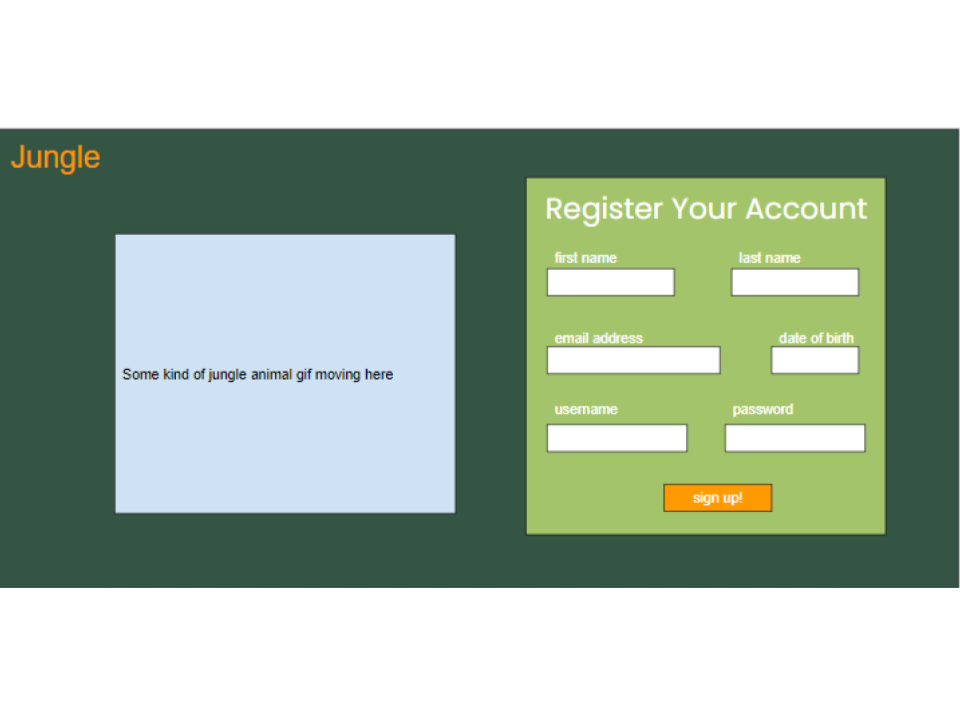 Jungle
Register Your Account
first name
last name
Some kind of jungle animal gif moving here
email address
date of birth
username
password
sign up!